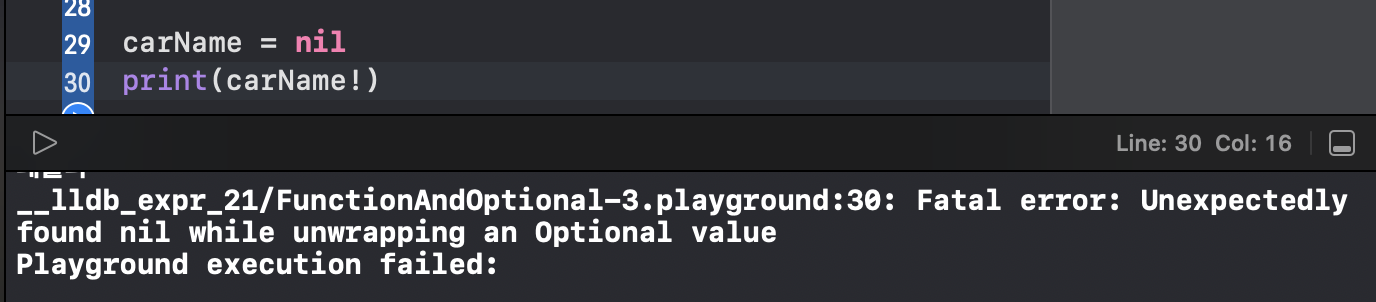 28
29 carName = nil
30 print(carName!)
Line: 30 Col: 16
__lldb_expr_21/FunctionAndOptional-3.playground:30: Fatal error: Unexpectedly
found nil while unwrapping an Optional value
Playground execution failed: